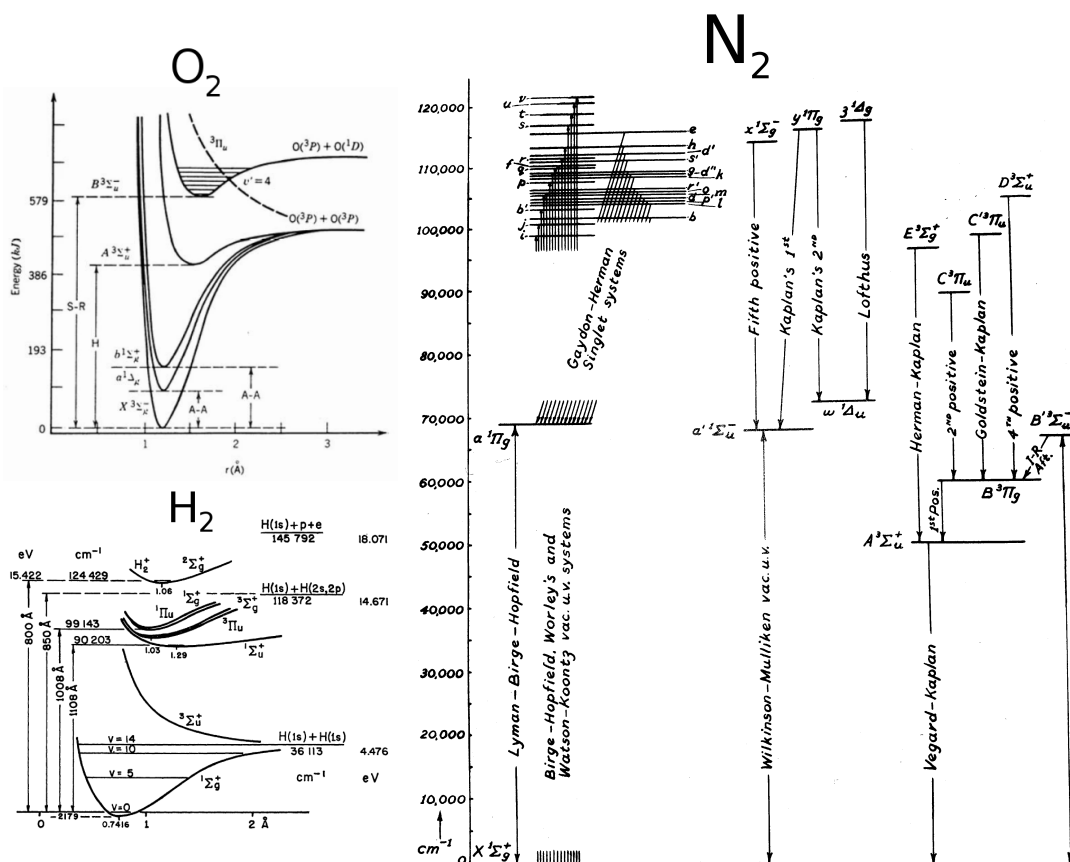 O₂
³Πᵤ
O(³P) + O(¹D)
B³Σᵤ⁻
v' = 4
579
O(³P) + O(³P)
A³Σᵤ⁺
386
Energy (kJ)
S-R
H
193
b¹Σg⁺
a¹Δg
A-A
X³Σg⁻
A-A
0
1
2
3
r(Å)
H₂
H(1s)+p+e
145 792
18.071
eV
cm⁻¹
H₂⁺
²Σg⁺
15.422
124 429
1.06
H(1s)+H(2s,2p)
118 372
14.671
¹Σg⁺
³Σg⁺
¹Πu
99 143
³Πu
90 203
1.03
1.29
¹Σu⁺
800 Å
850 Å
1008 Å
1108 Å
³Σu⁺
V = 14
H(1s)+H(1s)
V = 10
36 113
4.476
V = 5
¹Σg⁺
cm⁻¹
eV
V=0
-2179
0.7416
0
1
2
Å
N₂
120,000
110,000
100,000
90,000
80,000
70,000
60,000
50,000
40,000
30,000
20,000
10,000
cm⁻¹
0
v
u
t
s
f
r
q
p
b'
j
i
e
h
d'
s'
g
d"
k
r'
o
m
d
p'
l
b
Gaydon-Herman
Singlet systems
a ¹Πg
Lyman-Birge-Hopfield
Birge-Hopfield, Worley's and
Watson-Koontz vac. u.v. systems
X ¹Σg⁺
x¹Σg⁻
y¹Πg
z¹Δg
Fifth positive
Kaplan's 1ˢᵗ
Kaplan's 2ⁿᵈ
Lofthus
w ¹Δu
a' ¹Σu⁻
Wilkinson-Mulliken vac. u.v.
E³Σg⁺
C³Πu
C'³Πu
D³Σu⁺
Herman-Kaplan
2ⁿᵈ positive
Goldstein-Kaplan
4ᵀᴴ positive
B'³Σu⁻
I-R
Aft.
B³Πg
1ˢᵗ Pos.
A³Σu⁺
Vegard-Kaplan